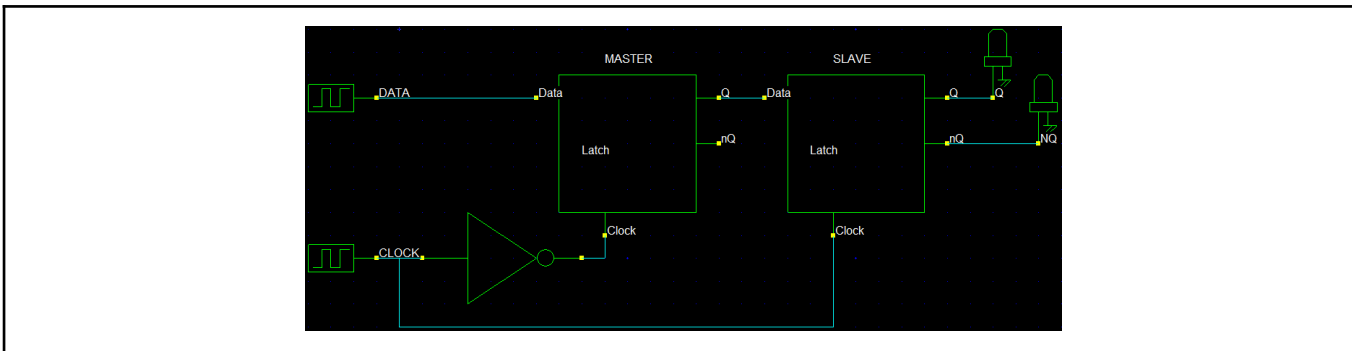 MASTER SLAVE
DATA Data Q Data Q Q
nQ nQ NQ
Latch Latch
Clock Clock
CLOCK